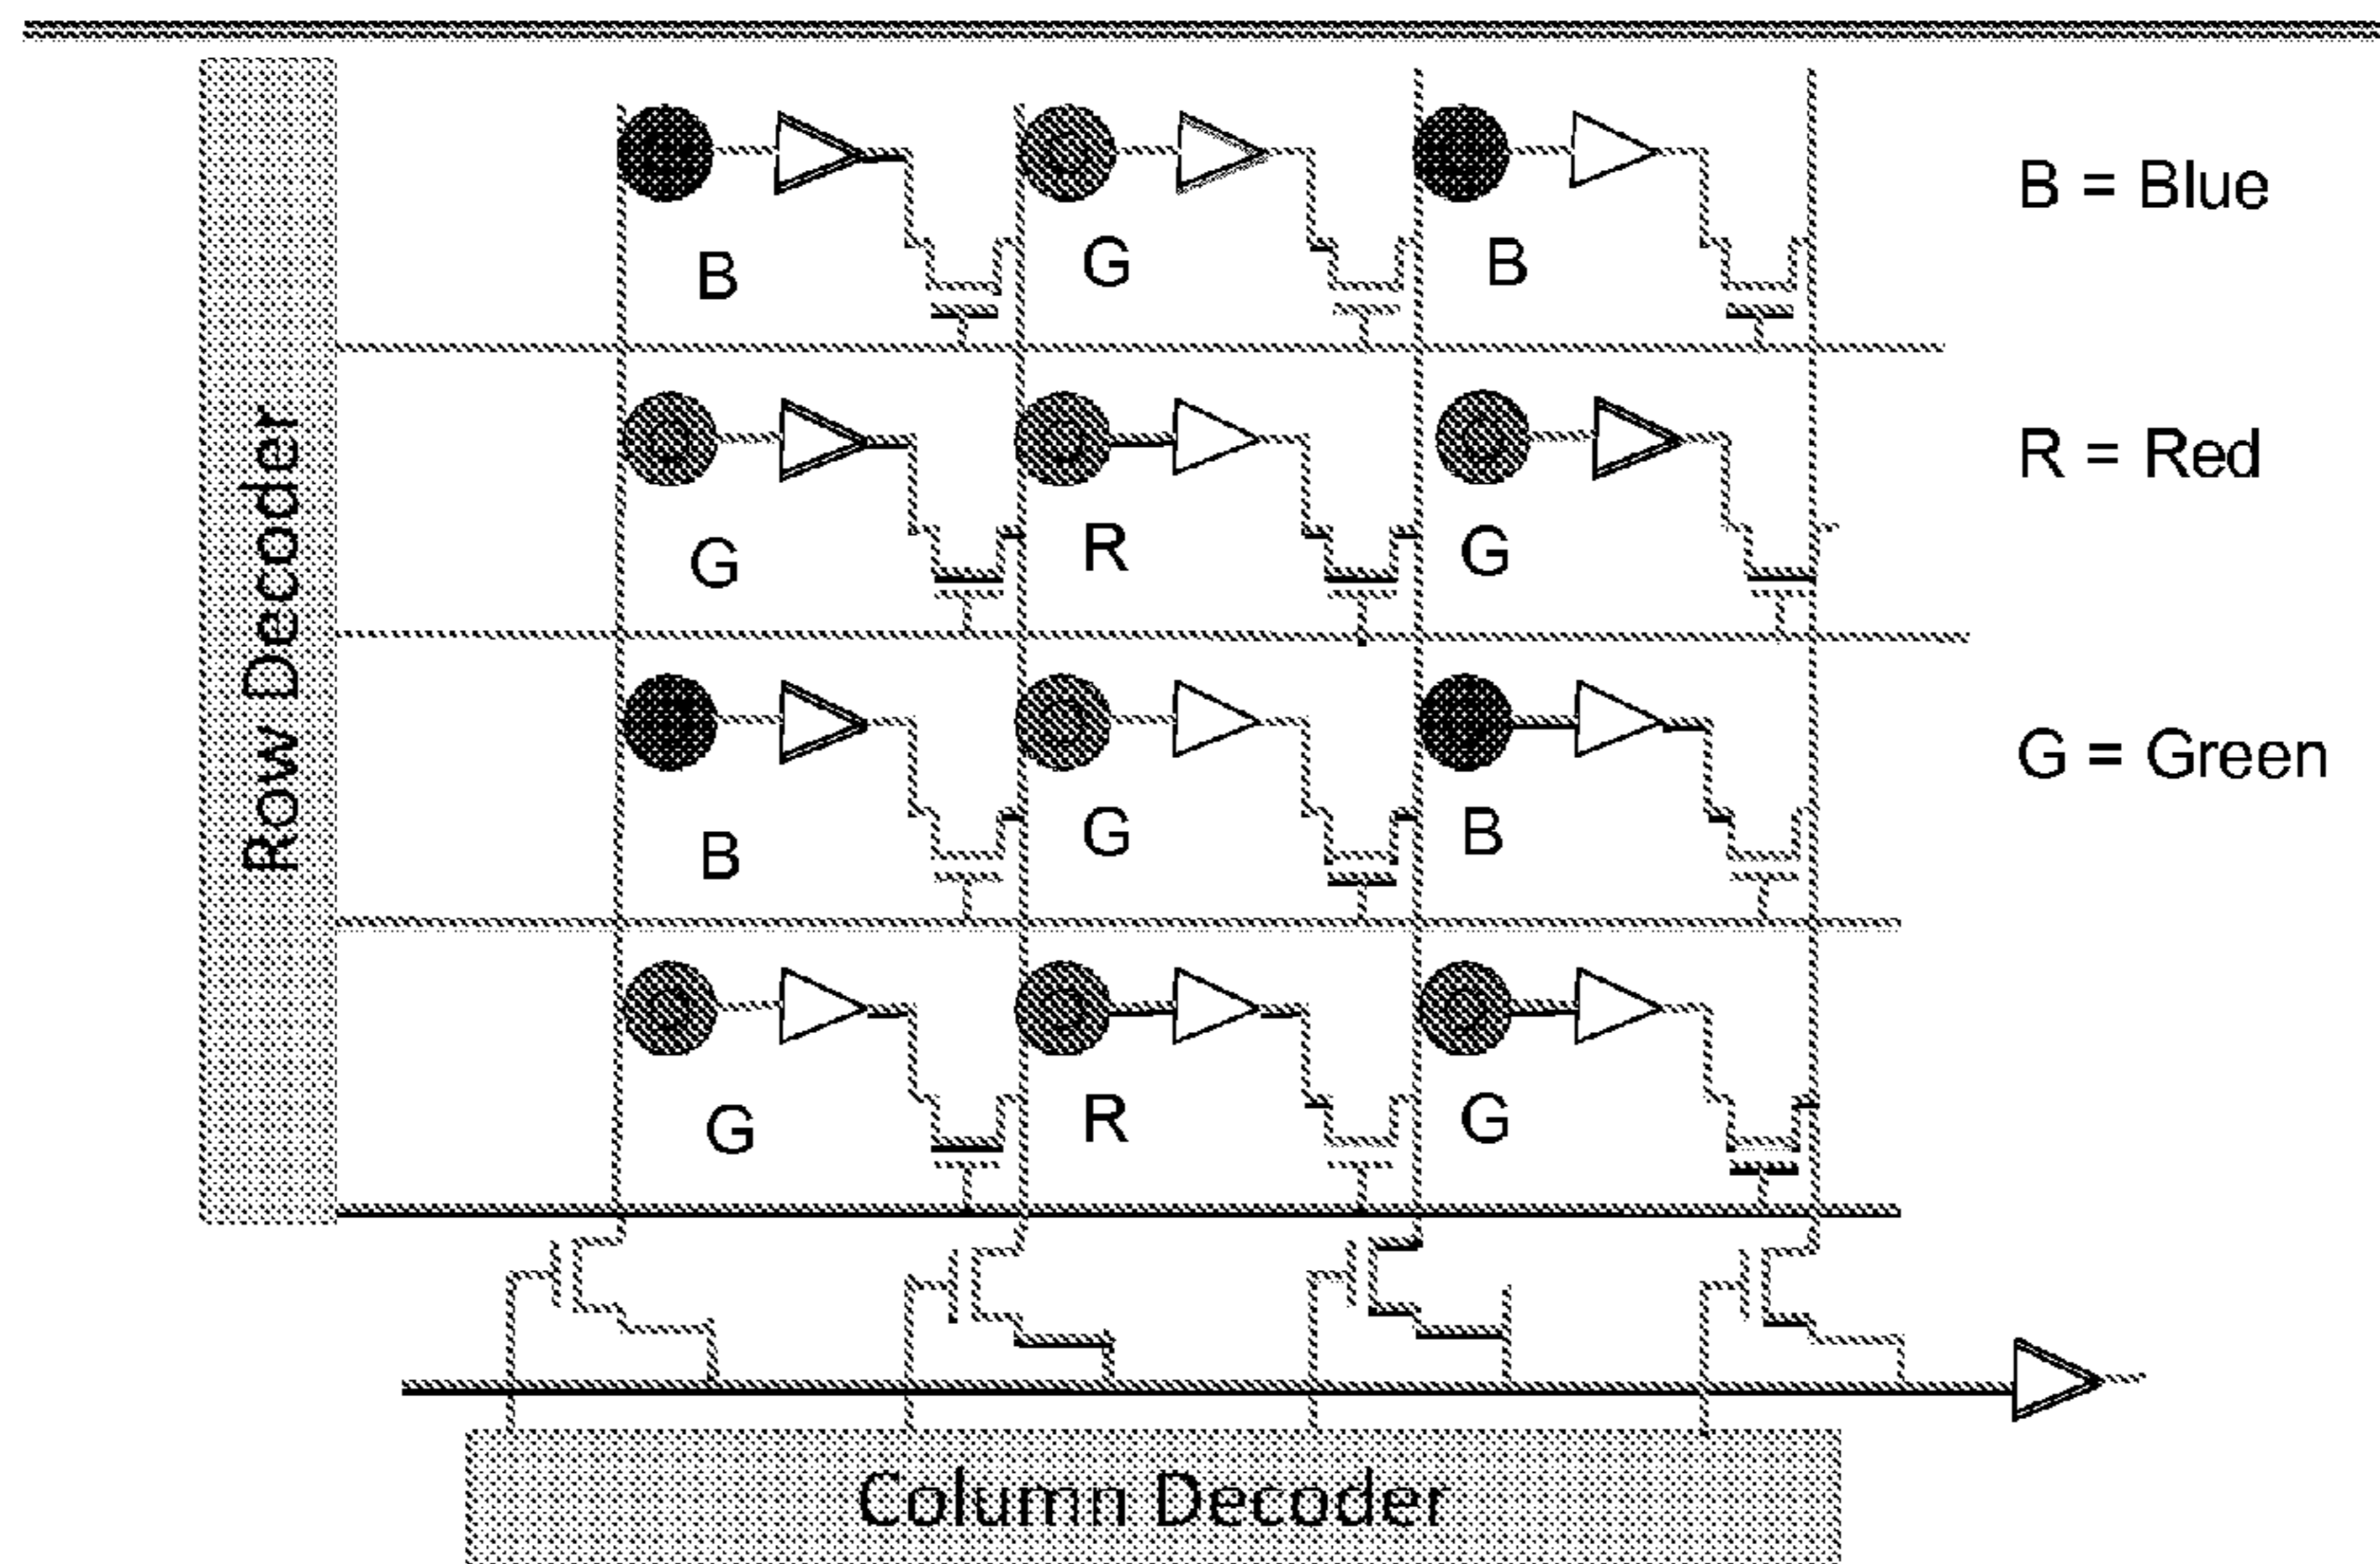 B G B B = Blue
Row Decoder
G R G R = Red
B G B G = Green
G R G
Column Decoder